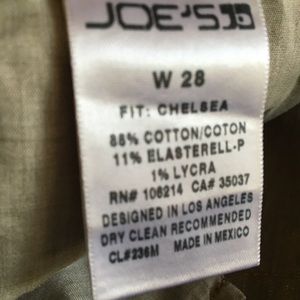 JOE'S
W 28
FIT: CHELSEA
88% COTTON/COTON
11% ELASTERELL-P
1% LYCRA
RN# 106214 CA# 35037
DESIGNED IN LOS ANGELES
DRY CLEAN RECOMMENDED
CL#236M MADE IN MEXICO